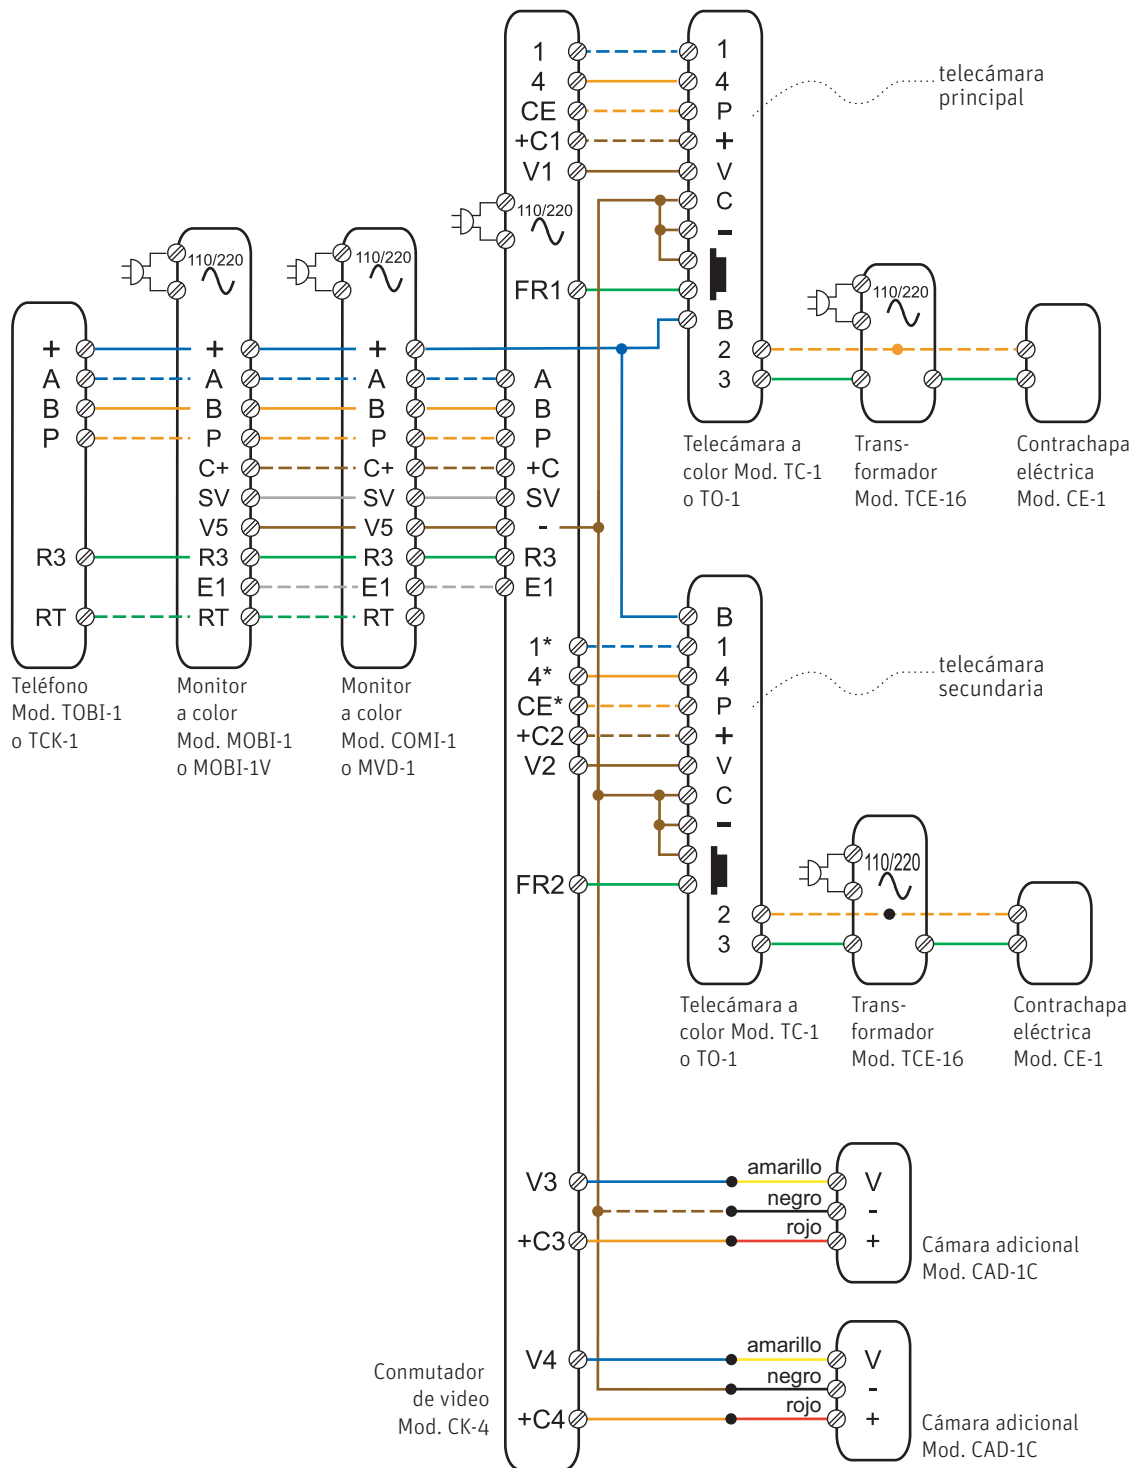 1
4
CE
+C1
V1
110/220
FR1
A
B
P
+C
SV
-
R3
E1
1*
4*
CE*
+C2
V2
FR2
V3
+C3
V4
+C4
Conmutador
de video
Mod. CK-4
1
4
P
+
V
C
-
B
2
3
telecámara
principal
Telecámara a
color Mod. TC-1
o TO-1
110/220
Trans-
formador
Mod. TCE-16
Contrachapa
eléctrica
Mod. CE-1
+
A
B
P
R3
RT
Teléfono
Mod. TOBI-1
o TCK-1
110/220
+
A
B
P
C+
SV
V5
R3
E1
RT
Monitor
a color
Mod. MOBI-1
o MOBI-1V
110/220
+
A
B
P
C+
SV
V5
R3
E1
RT
Monitor
a color
Mod. COMI-1
o MVD-1
B
1
4
P
+
V
C
-
2
3
telecámara
secundaria
Telecámara a
color Mod. TC-1
o TO-1
110/220
Trans-
formador
Mod. TCE-16
Contrachapa
eléctrica
Mod. CE-1
amarillo
negro
rojo
V
-
+
Cámara adicional
Mod. CAD-1C
amarillo
negro
rojo
V
-
+
Cámara adicional
Mod. CAD-1C